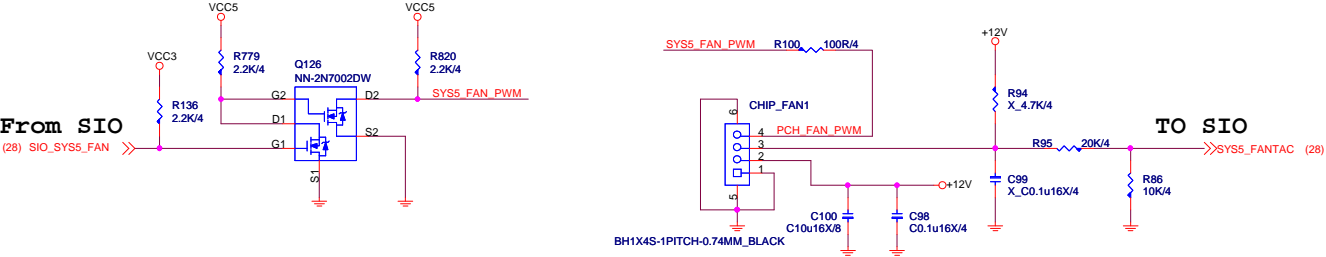 VCC5
VCC5
R779
2.2K/4
R820
2.2K/4
VCC3
Q126
NN-2N7002DW
R136
2.2K/4
G2
D2
SYS5_FAN_PWM
D1
S2
From SIO
(28) SIO_SYS5_FAN
G1
S1
SYS5_FAN_PWM
R100
100R/4
+12V
R94
X_4.7K/4
CHIP_FAN1
6
4
PCH_FAN_PWM
3
2
1
5
TO SIO
R95
20K/4
SYS5_FANTAC (28)
C99
X_C0.1u16X/4
R86
10K/4
+12V
C100
C10u16X/8
C98
C0.1u16X/4
BH1X4S-1PITCH-0.74MM_BLACK